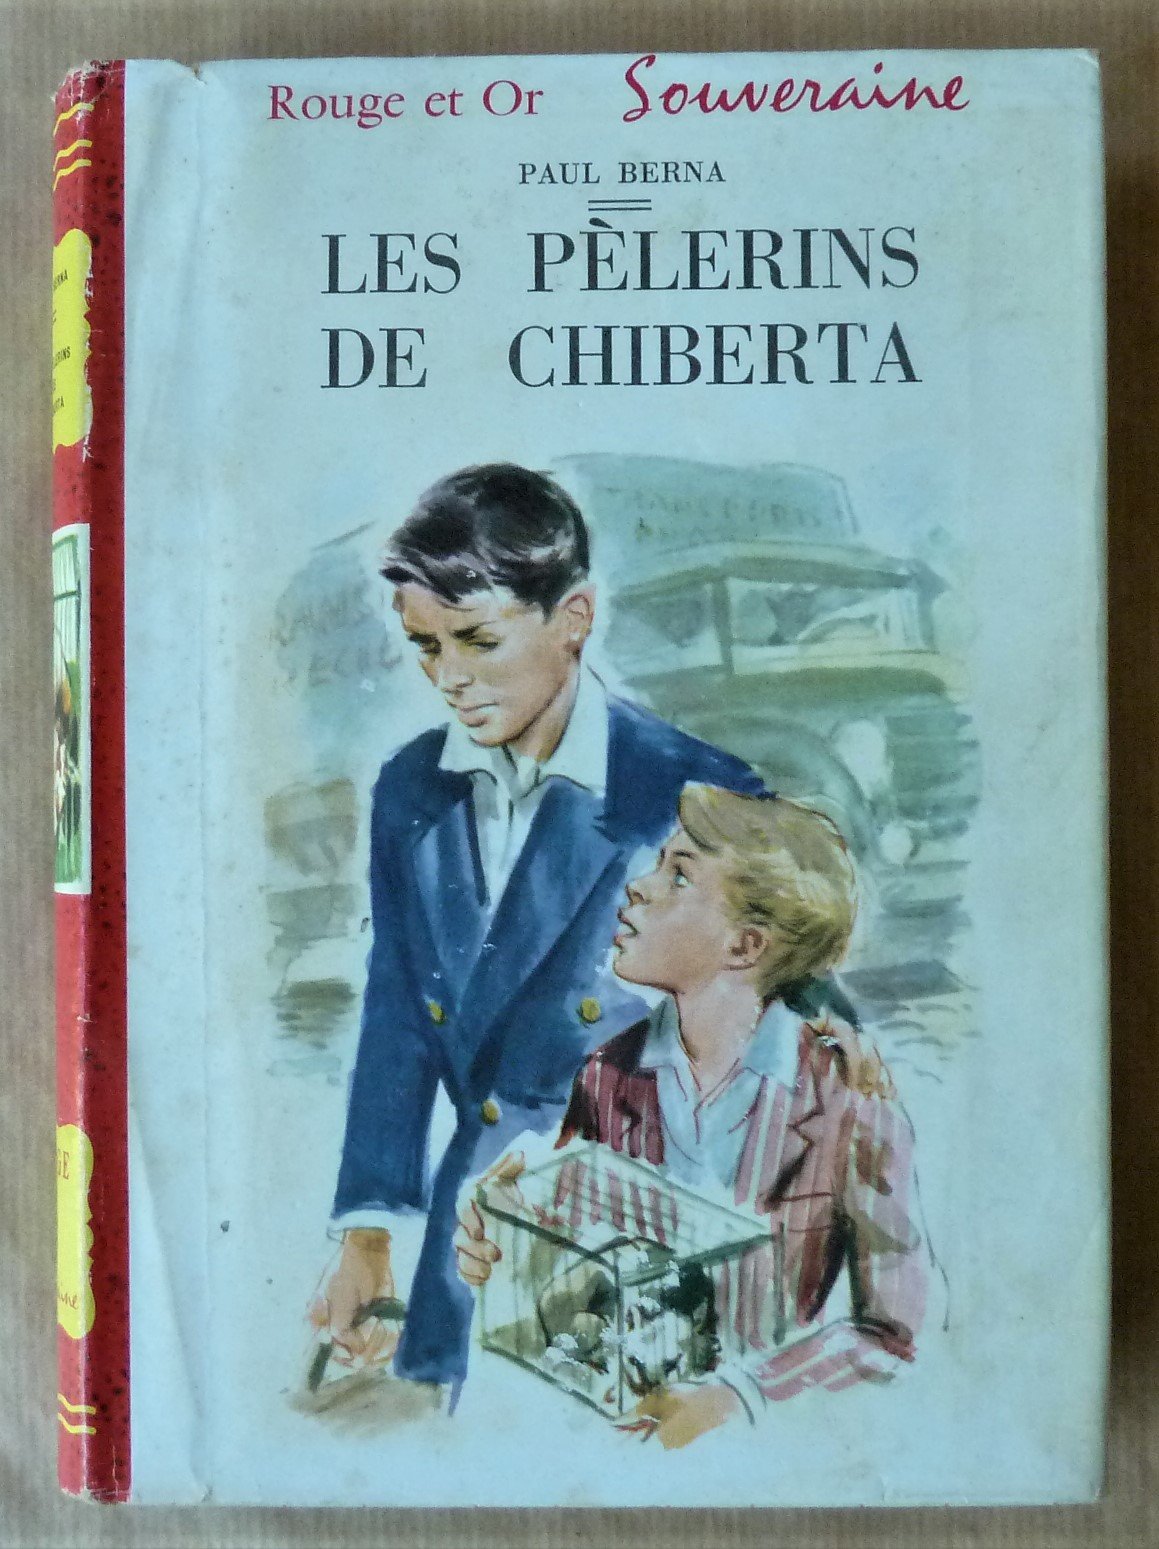 Rouge et Or Souveraine
PAUL BERNA
LES PÈLERINS
DE CHIBERTA